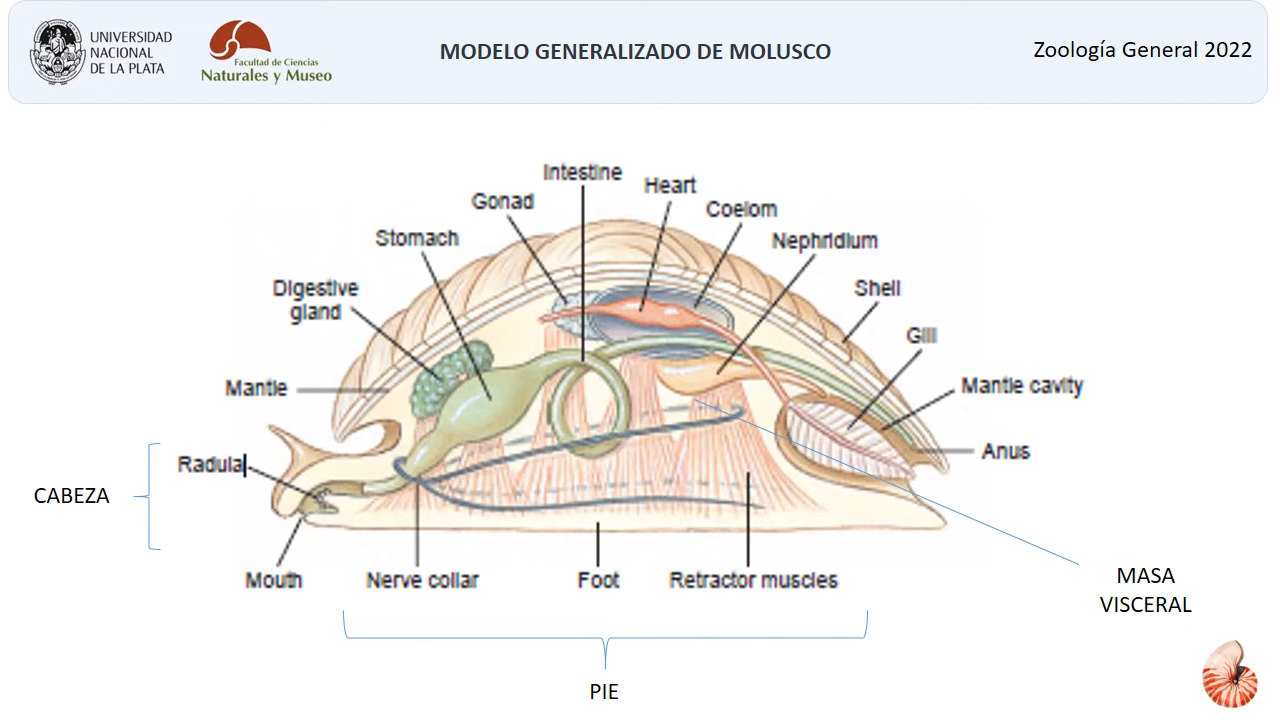 UNIVERSIDAD
NACIONAL
DE LA PLATA
Facultad de Ciencias
Naturales y Museo
MODELO GENERALIZADO DE MOLUSCO
Zoología General 2022
Intestine
Heart
Gonad
Coelom
Stomach
Nephridium
Digestive
gland
Shell
Gill
Mantle
Mantle cavity
Anus
Radula
CABEZA
Mouth
Nerve collar
Foot
Retractor muscles
MASA
VISCERAL
PIE